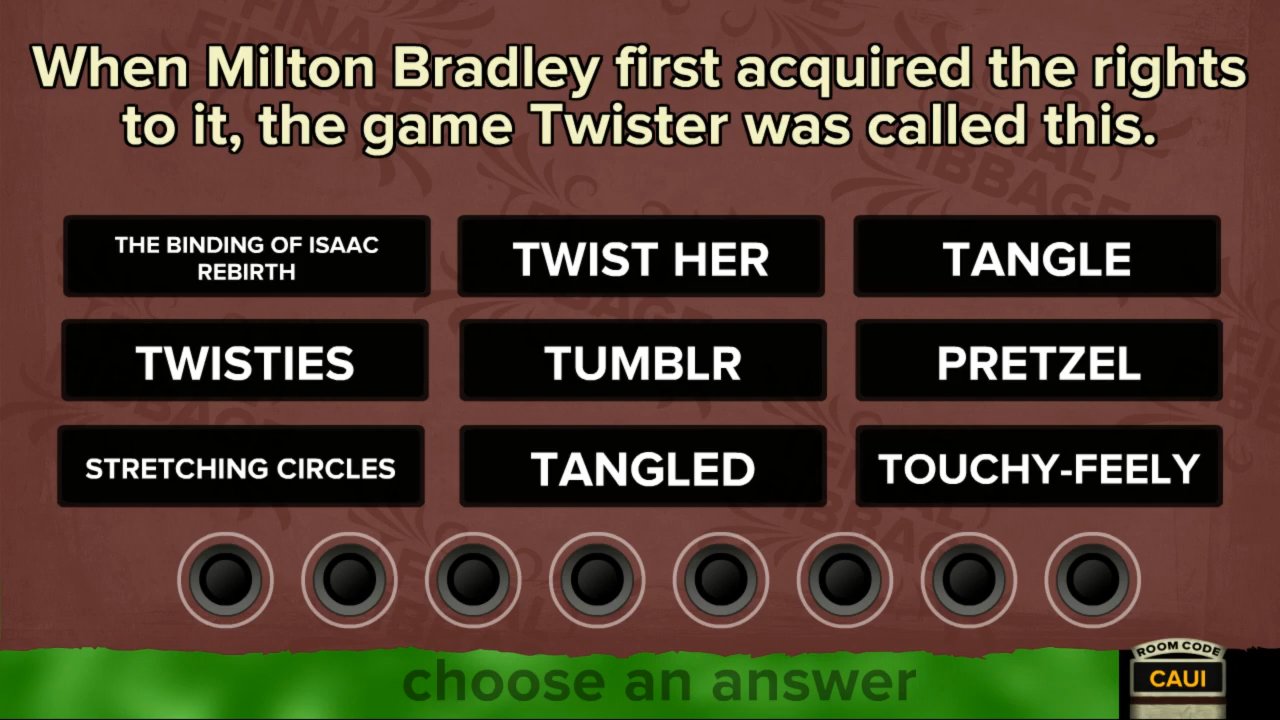 When Milton Bradley first acquired the rights
to it, the game Twister was called this.
THE BINDING OF ISAAC
REBIRTH
TWIST HER
TANGLE
TWISTIES
TUMBLR
PRETZEL
STRETCHING CIRCLES
TANGLED
TOUCHY-FEELY
choose an answer
ROOM CODE
CAUI